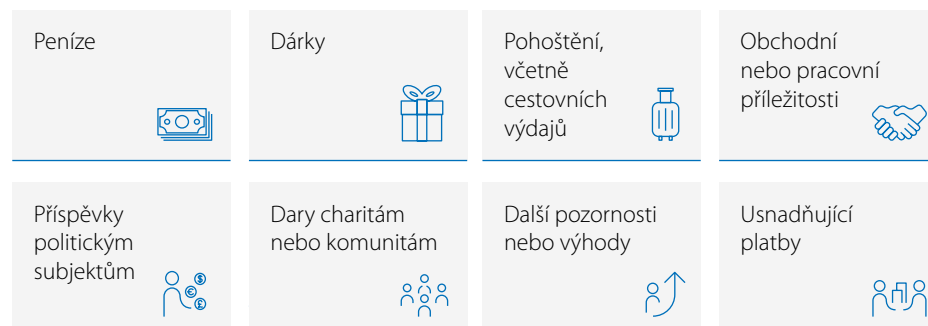 Peníze
Dárky
Pohoštění,
včetně
cestovních
výdajů
Obchodní
nebo pracovní
příležitosti
Příspěvky
politickým
subjektům
Dary charitám
nebo komunitám
Další pozornosti
nebo výhody
Usnadňující
platby